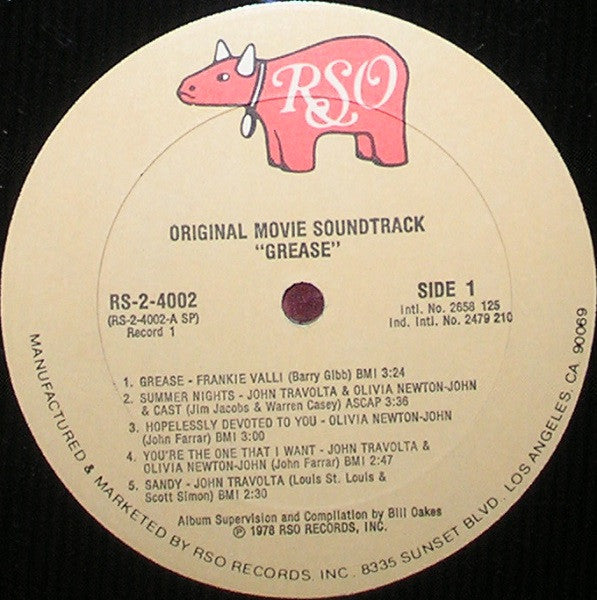 RSO
ORIGINAL MOVIE SOUNDTRACK
"GREASE"
RS-2-4002
(RS-2-4002-A SP)
Record 1
SIDE 1
Intl. No. 2658 125
Ind. Intl. No. 2479 210
1. GREASE - FRANKIE VALLI (Barry Gibb) BMI 3:24
2. SUMMER NIGHTS - JOHN TRAVOLTA & OLIVIA NEWTON-JOHN
& CAST (Jim Jacobs & Warren Casey) ASCAP 3:36
3. HOPELESSLY DEVOTED TO YOU - OLIVIA NEWTON-JOHN
(John Farrar) BMI 3:00
4. YOU'RE THE ONE THAT I WANT - JOHN TRAVOLTA &
OLIVIA NEWTON-JOHN (John Farrar) BMI 2:47
5. SANDY - JOHN TRAVOLTA (Louis St. Louis &
Scott Simon) BMI 2:30
Album Supervision and Compilation by Bill Oakes
℗ 1978 RSO RECORDS, INC.
MANUFACTURED & MARKETED BY RSO RECORDS INC. 8335 SUNSET BLVD. LOS ANGELES, CA 90069